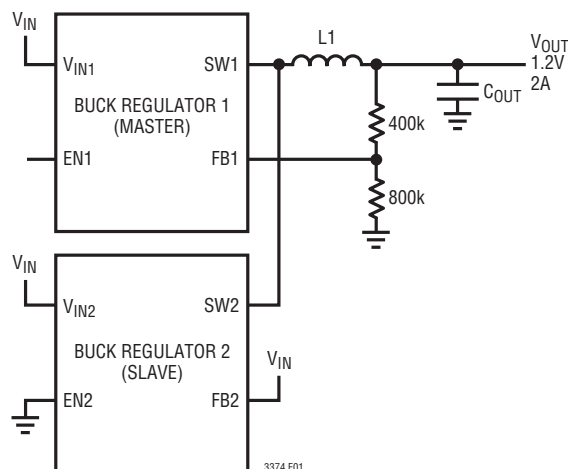 VIN
VIN1
SW1
L1
VOUT
1.2V
2A
COUT
BUCK REGULATOR 1
(MASTER)
400k
EN1
FB1
800k
VIN
VIN2
SW2
BUCK REGULATOR 2
(SLAVE)
VIN
EN2
FB2
3374 F01